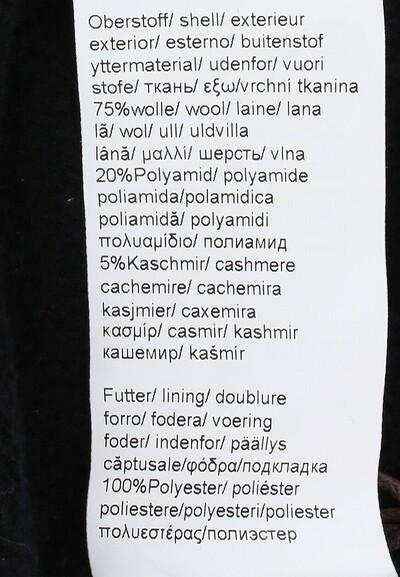 Oberstoff/ shell/ exterieur
exterior/ esterno/ buitenstof
yttermaterial/ udenfor/ vuori
stofe/ ткань/ εξω/vrchní tkanina
75%wolle/ wool/ laine/ lana
lã/ wol/ ull/ uldvilla
lână/ μαλλί/ шерсть/ vlna
20%Polyamid/ polyamide
poliamida/polamidica
poliamidă/ polyamidi
πολυαμίδιο/ полиамид
5%Kaschmir/ cashmere
cachemire/ cachemira
kasjmier/ caxemira
κασμίρ/ casmir/ kashmir
кашемир/ kašmír
Futter/ lining/ doublure
forro/ fodera/ voering
foder/ indenfor/ päällys
căptusale/φόδρα/подкладка
100%Polyester/ poliéster
poliestere/polyesteri/poliester
πολυεστέρας/полиэстер